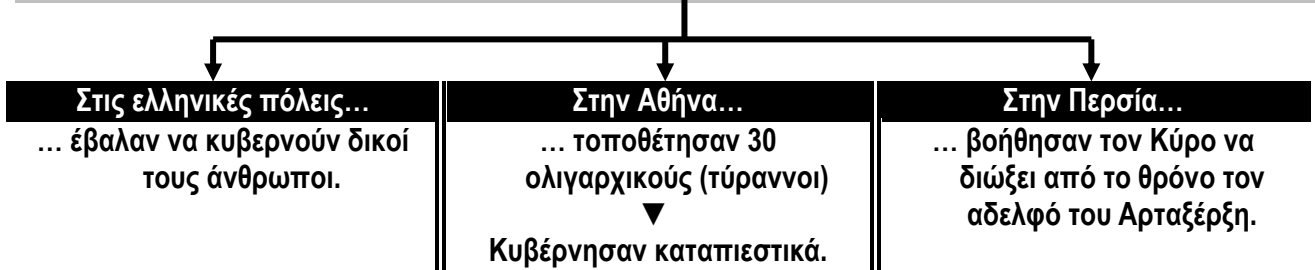 Στις ελληνικές πόλεις…
… έβαλαν να κυβερνούν δικοί
τους άνθρωποι.
Στην Αθήνα…
… τοποθέτησαν 30
ολιγαρχικούς (τύραννοι)
▼
Κυβέρνησαν καταπιεστικά.
Στην Περσία…
… βοήθησαν τον Κύρο να
διώξει από το θρόνο τον
αδελφό του Αρταξέρξη.